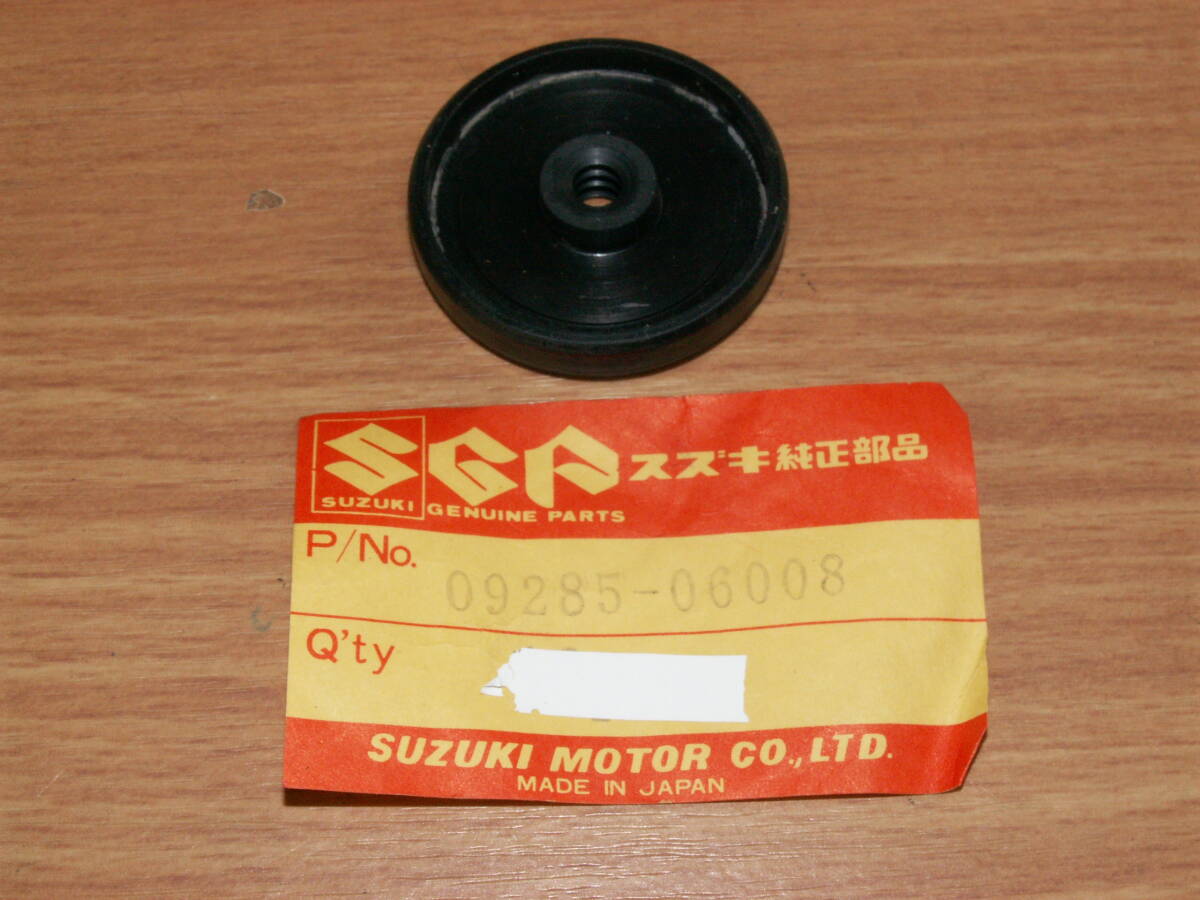 SGP スズキ純正部品
SUZUKI GENUINE PARTS
P/No. 09285-06008
Q'ty
SUZUKI MOTOR CO., LTD.
MADE IN JAPAN